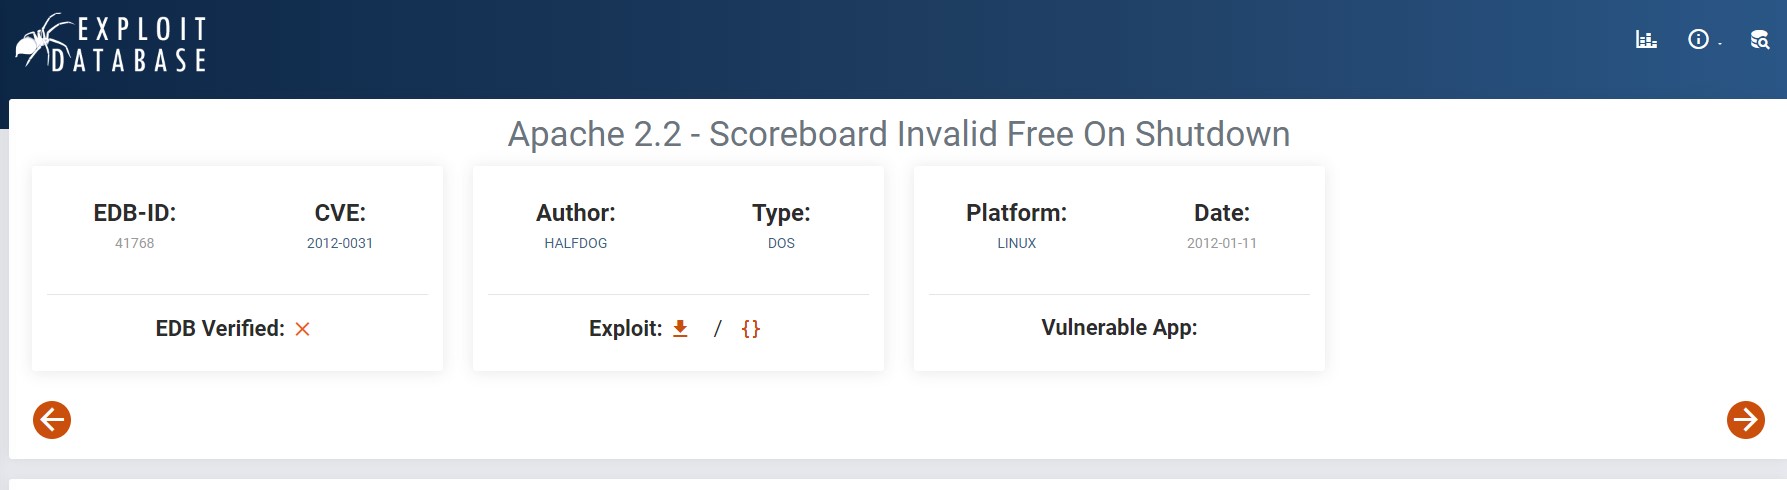 EXPLOIT
DATABASE
Apache 2.2 - Scoreboard Invalid Free On Shutdown
EDB-ID:
41768
CVE:
2012-0031
EDB Verified: ×
Author:
HALFDOG
Type:
DOS
Exploit: / {}
Platform:
LINUX
Date:
2012-01-11
Vulnerable App: